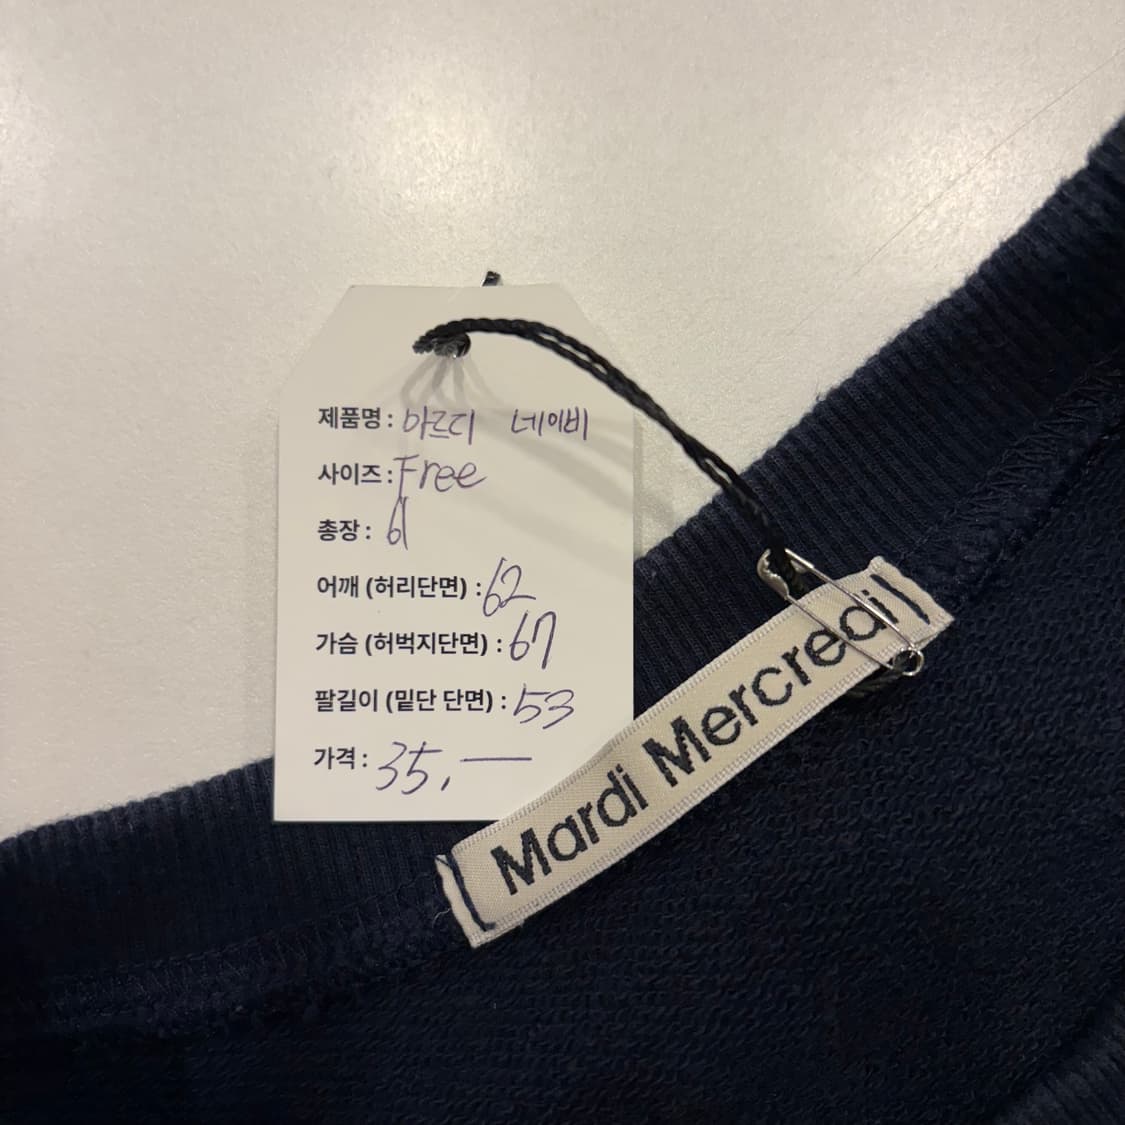 제품명: 마르디 네이비
사이즈: Free
총장: 61
어깨 (허리단면) : 62
가슴 (허벅지단면) : 67
팔길이 (밑단 단면) : 53
가격: 35,—
Mardi Mercredi